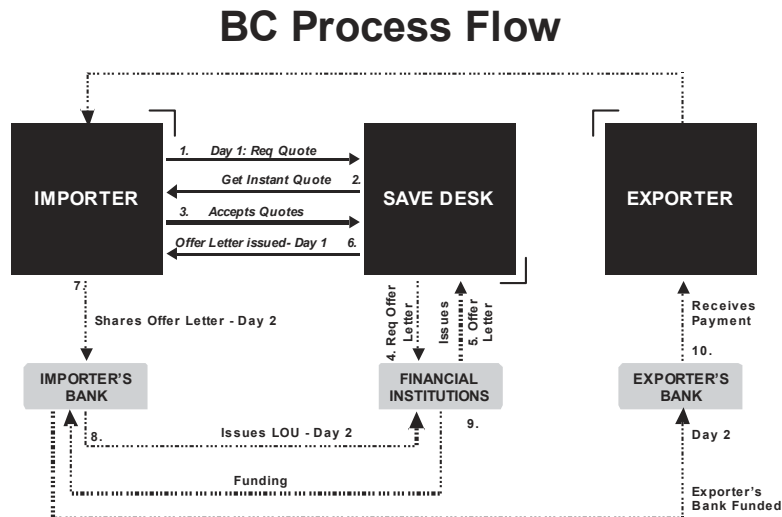 BC Process Flow
1. Day 1: Req Quote
Get Instant Quote 2.
IMPORTER
SAVE DESK
EXPORTER
3. Accepts Quotes
Offer Letter issued- Day 1 6.
7.
Shares Offer Letter - Day 2
4. Req Offer
Letter
Issues
5. Offer
Letter
Receives
Payment
10.
IMPORTER'S
BANK
FINANCIAL
INSTITUTIONS
EXPORTER'S
BANK
8. Issues LOU - Day 2
9.
Day 2
Funding
Exporter's
Bank Funded